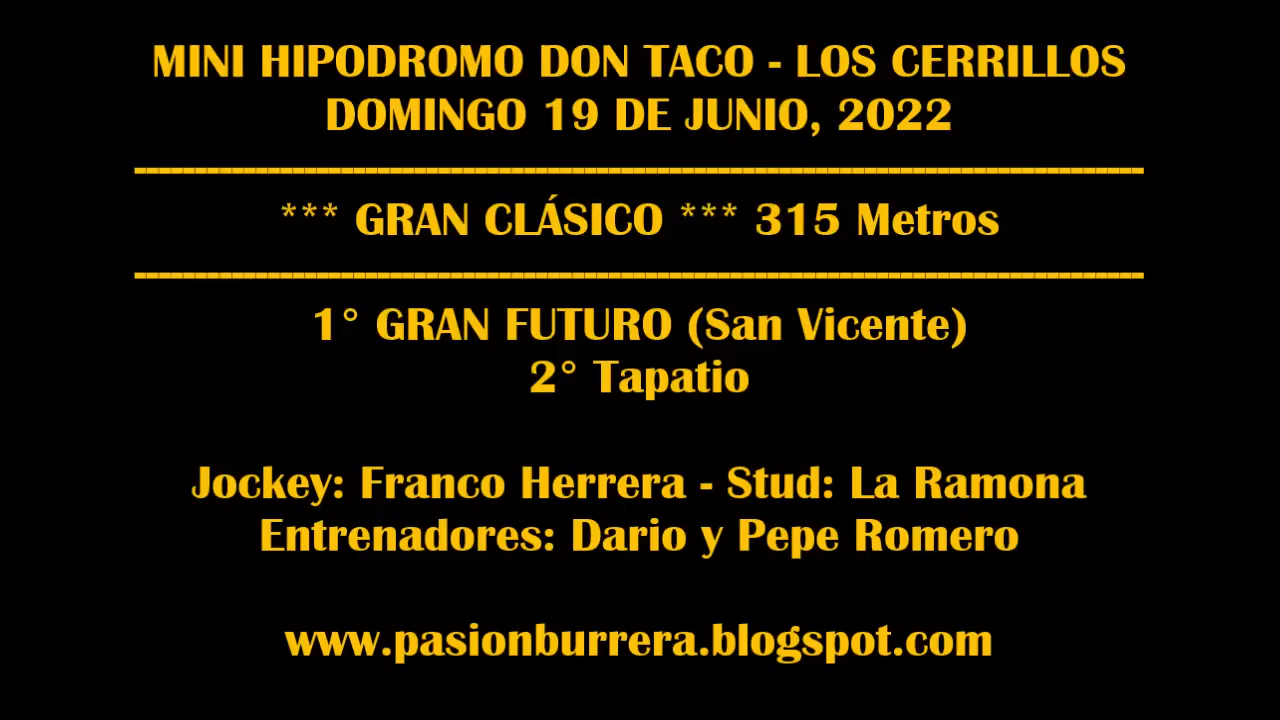 MINI HIPODROMO DON TACO - LOS CERRILLOS
DOMINGO 19 DE JUNIO, 2022
*** GRAN CLÁSICO *** 315 Metros
1° GRAN FUTURO (San Vicente)
2° Tapatio
Jockey: Franco Herrera - Stud: La Ramona
Entrenadores: Dario y Pepe Romero
www.pasionburrera.blogspot.com